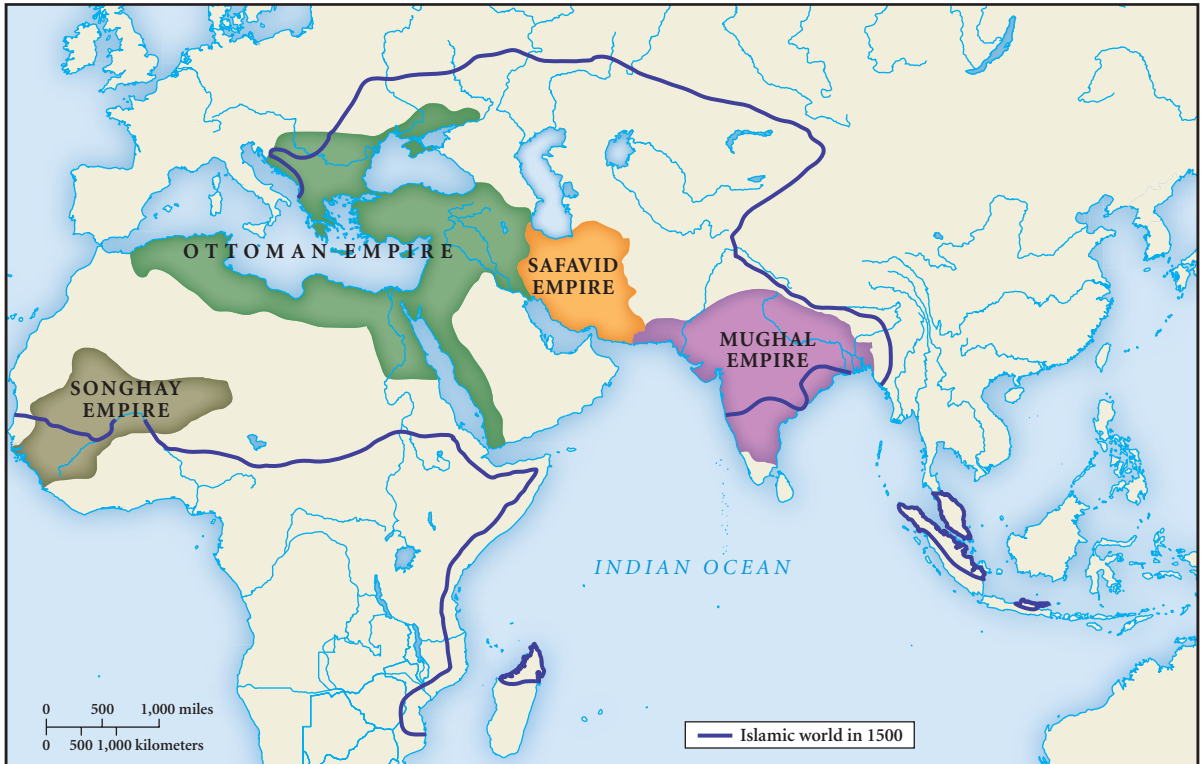 OTTOMAN EMPIRE
SAFAVID
EMPIRE
MUGHAL
EMPIRE
SONGHAY
EMPIRE
INDIAN OCEAN
0 500 1,000 miles
0 500 1,000 kilometers
Islamic world in 1500